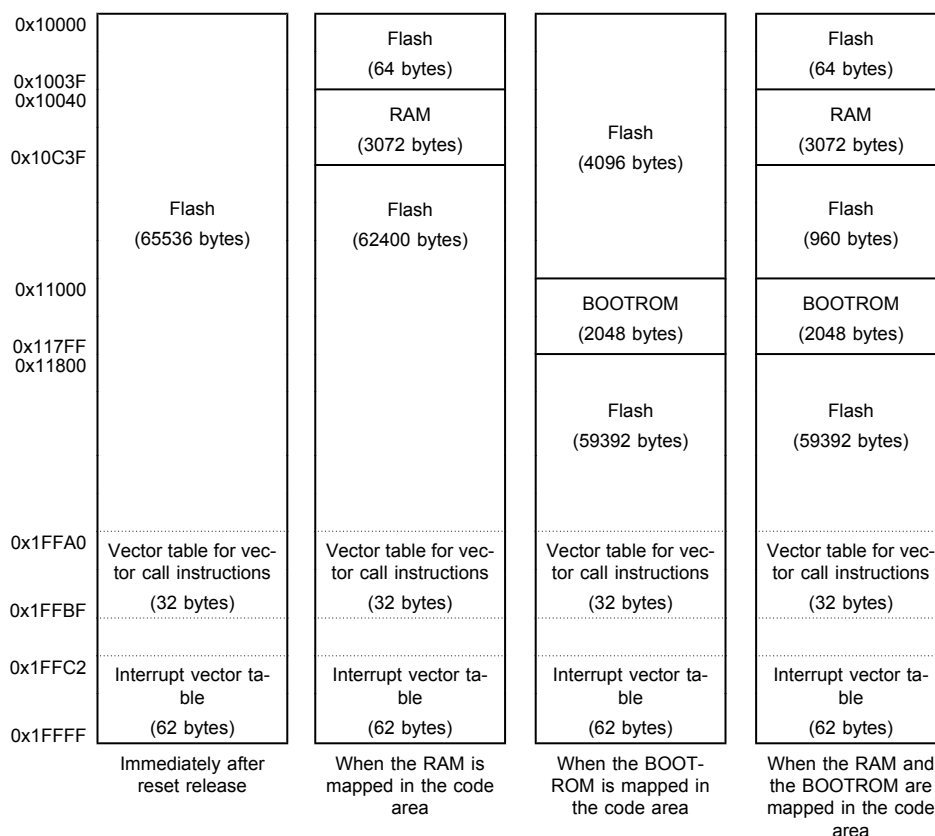 0x10000
0x1003F
0x10040
0x10C3F
0x11000
0x117FF
0x11800
0x1FFA0
0x1FFBF
0x1FFC2
0x1FFFF
Flash
(65536 bytes)
Vector table for vec-
tor call instructions
(32 bytes)
Interrupt vector ta-
ble
(62 bytes)
Immediately after
reset release
Flash
(64 bytes)
RAM
(3072 bytes)
Flash
(62400 bytes)
Vector table for vec-
tor call instructions
(32 bytes)
Interrupt vector ta-
ble
(62 bytes)
When the RAM is
mapped in the code
area
Flash
(4096 bytes)
BOOTROM
(2048 bytes)
Flash
(59392 bytes)
Vector table for vec-
tor call instructions
(32 bytes)
Interrupt vector ta-
ble
(62 bytes)
When the BOOT-
ROM is mapped in
the code area
Flash
(64 bytes)
RAM
(3072 bytes)
Flash
(960 bytes)
BOOTROM
(2048 bytes)
Flash
(59392 bytes)
Vector table for vec-
tor call instructions
(32 bytes)
Interrupt vector ta-
ble
(62 bytes)
When the RAM and
the BOOTROM are
mapped in the code
area